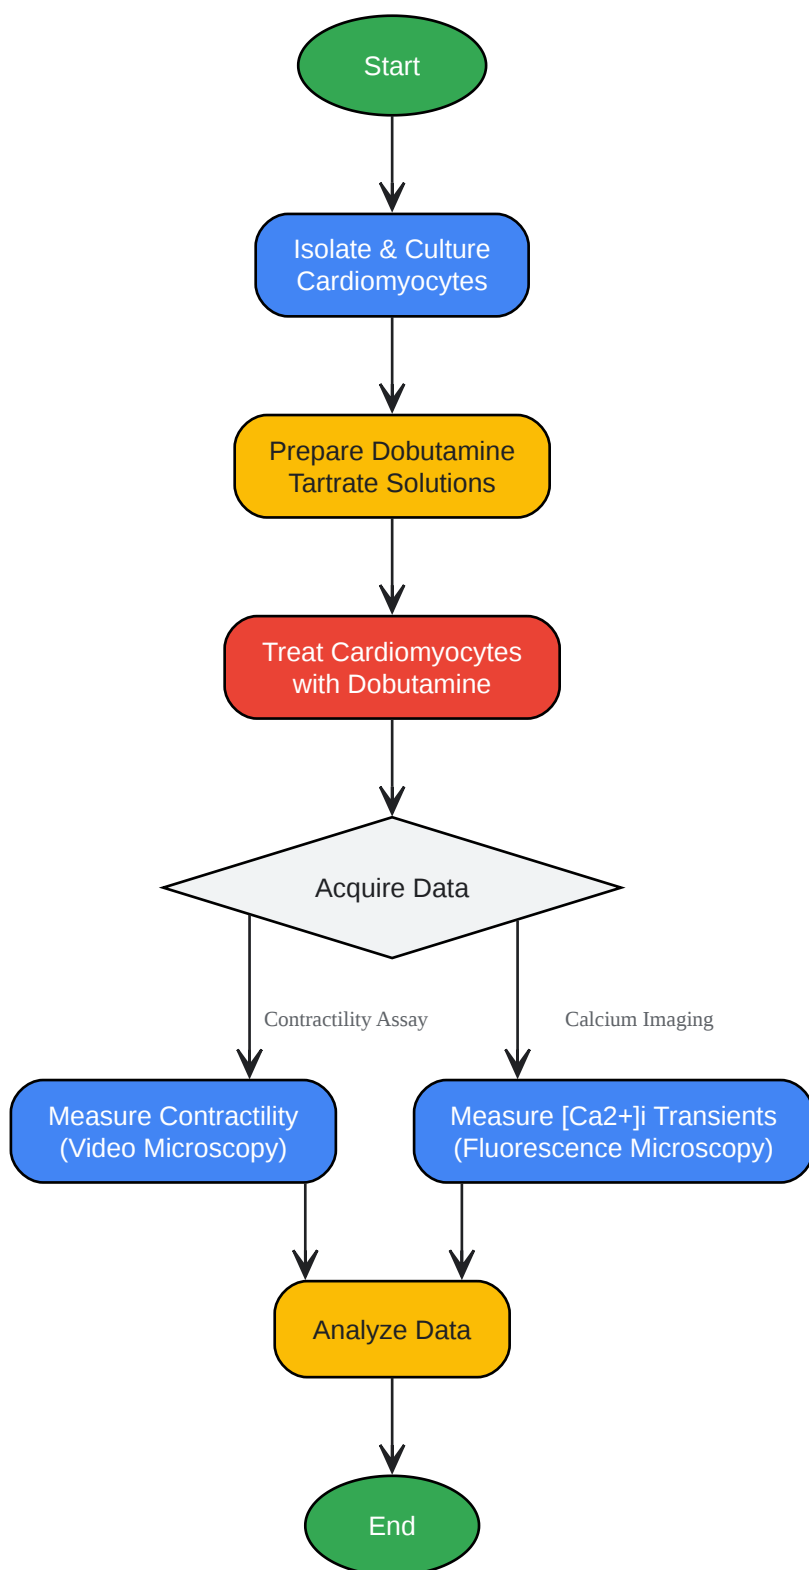 Start
Isolate & Culture
Cardiomyocytes
Prepare Dobutamine
Tartrate Solutions
Treat Cardiomyocytes
with Dobutamine
Acquire Data
Contractility Assay
Calcium Imaging
Measure Contractility
(Video Microscopy)
Measure [Ca2+]i Transients
(Fluorescence Microscopy)
Analyze Data
End